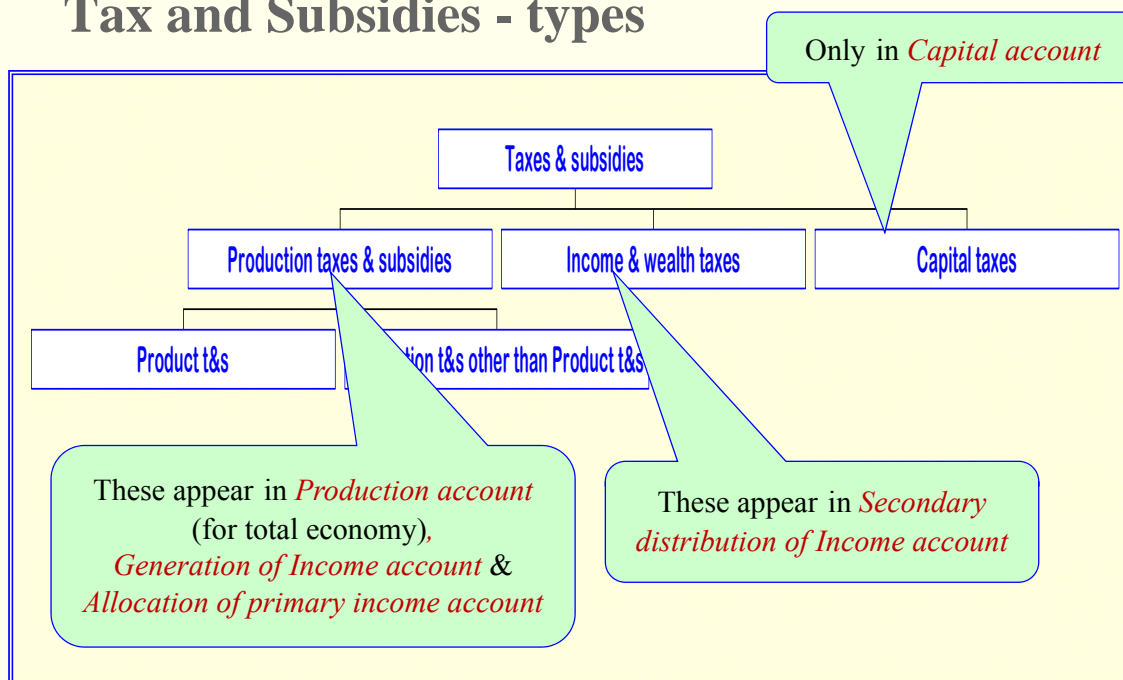 Tax and Subsidies - types
Only in Capital account
Taxes & subsidies
Production taxes & subsidies
Income & wealth taxes
Capital taxes
Product t&s
tion t&s other than Product t&s
These appear in Production account
(for total economy),
Generation of Income account &
Allocation of primary income account
These appear in Secondary
distribution of Income account